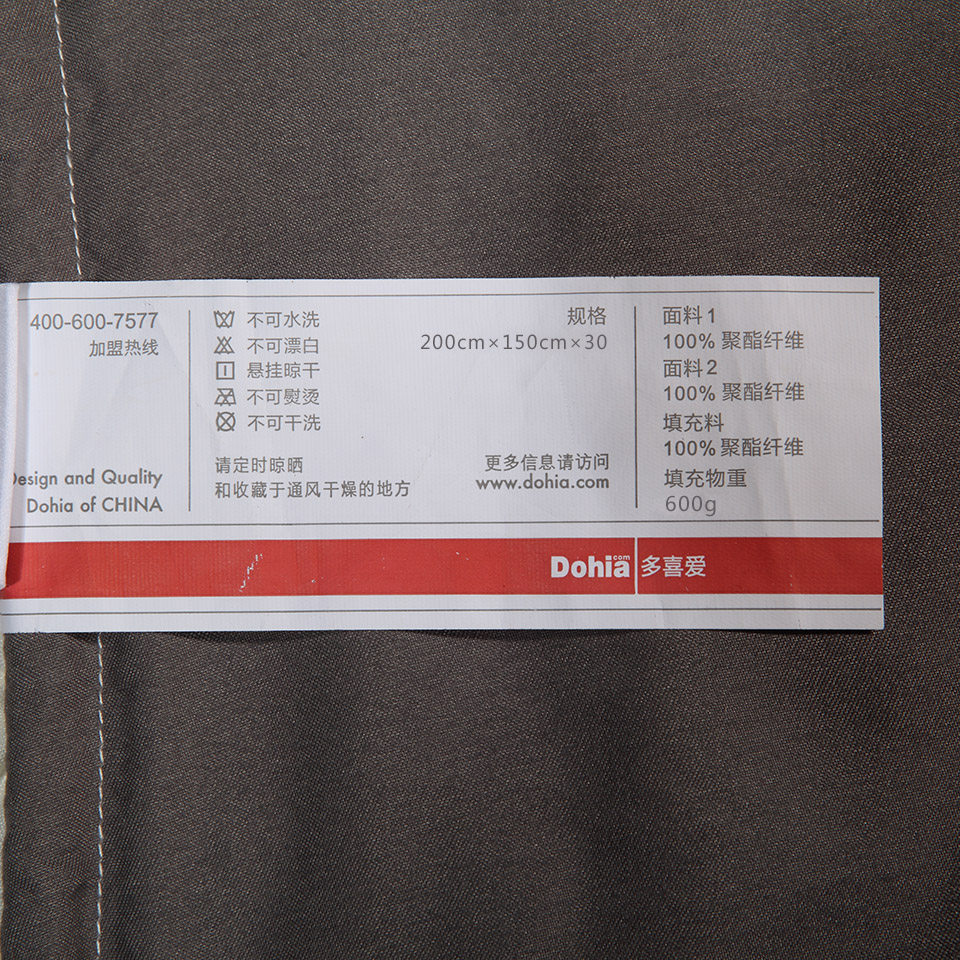 400-600-7577
加盟热线
Design and Quality
Dohia of CHINA
不可水洗
不可漂白
悬挂晾干
不可熨烫
不可干洗
请定时晾晒
和收藏于通风干燥的地方
规格
200cm×150cm×30
更多信息请访问
www.dohia.com
面料1
100% 聚酯纤维
面料2
100% 聚酯纤维
填充料
100% 聚酯纤维
填充物重
600g
Dohia.com 多喜爱